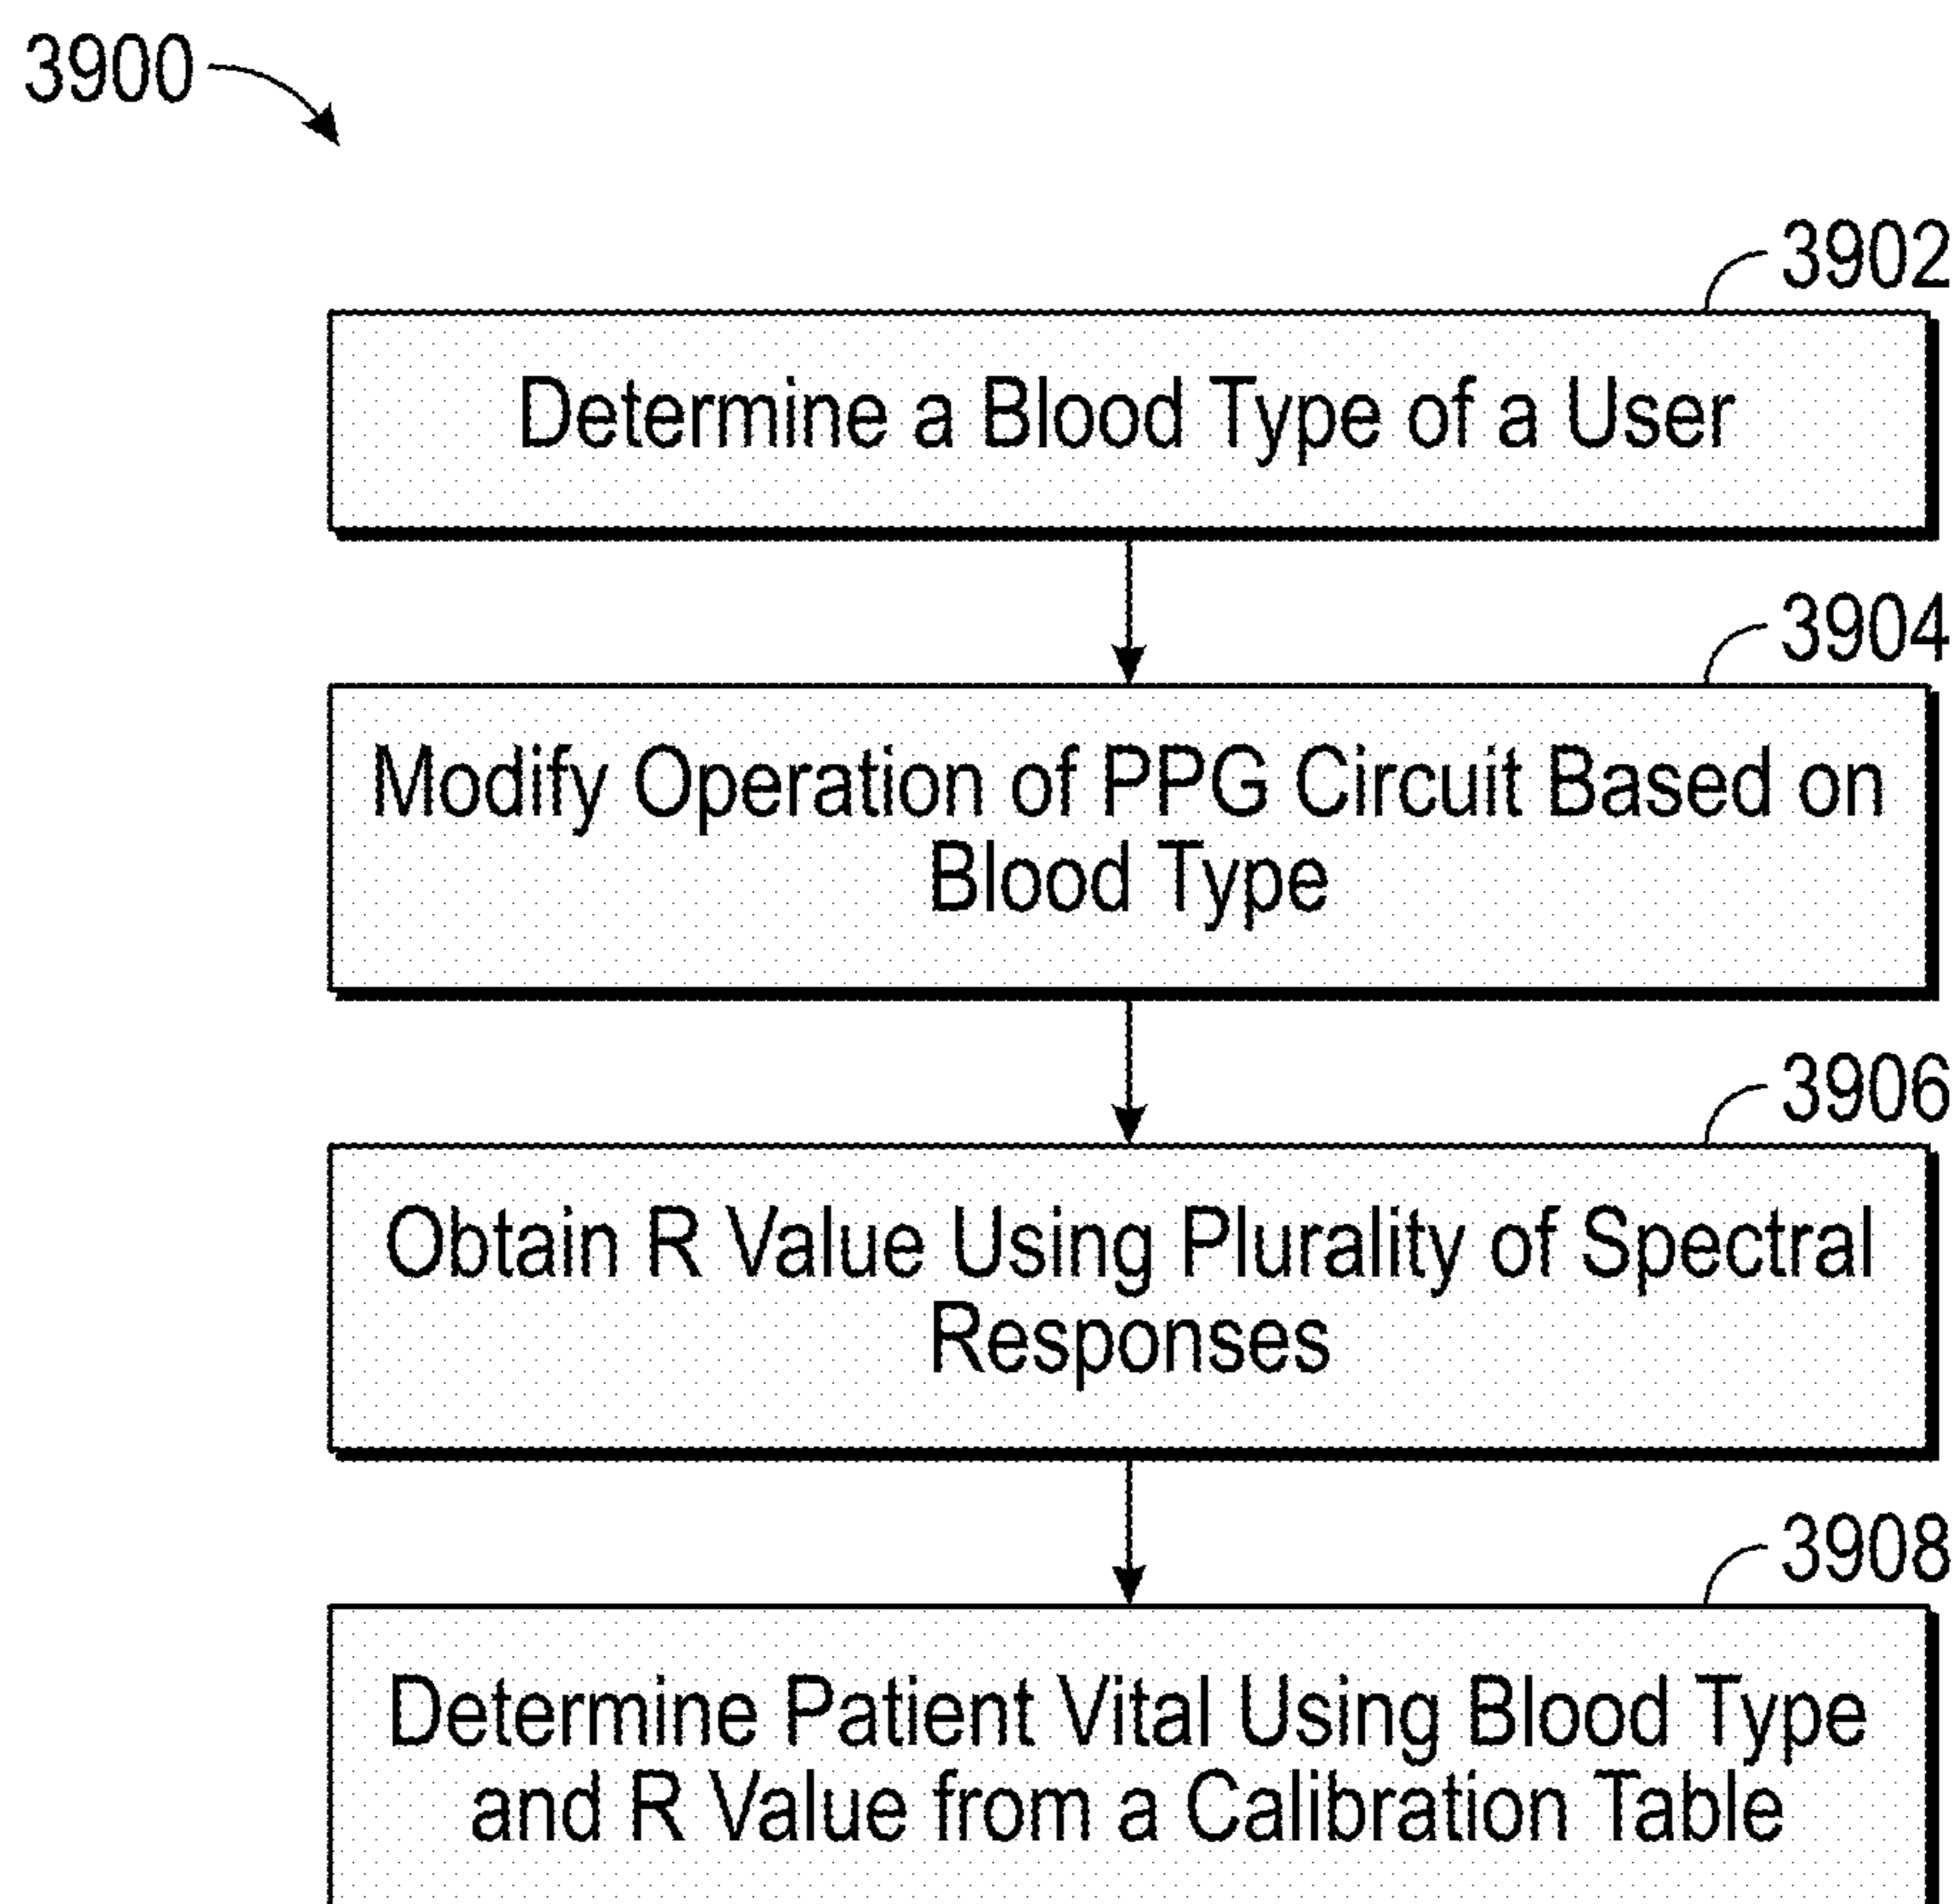 3900
3902
Determine a Blood Type of a User
3904
Modify Operation of PPG Circuit Based on
Blood Type
3906
Obtain R Value Using Plurality of Spectral
Responses
3908
Determine Patient Vital Using Blood Type
and R Value from a Calibration Table